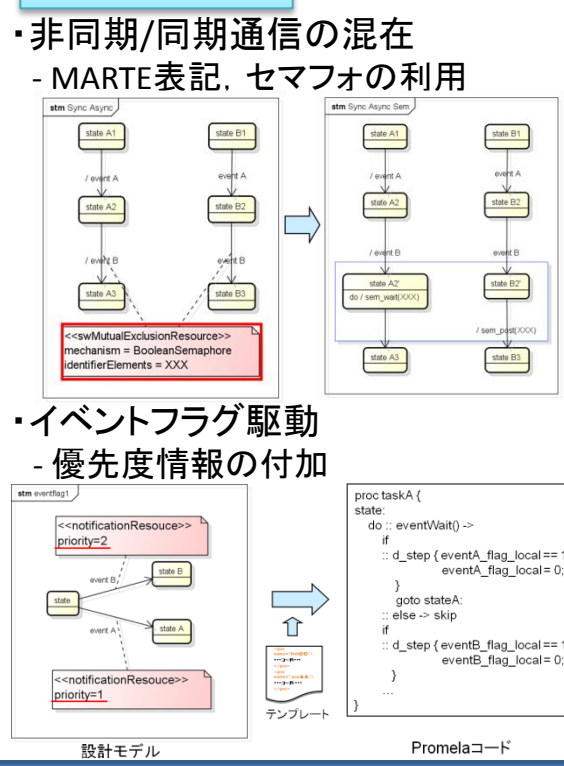 ・非同期/同期通信の混在
- MARTE表記，セマフォの利用
stm Sync Async
state A1
state B1
/ event A
event A
state A2
state B2
/ event B
event B
state A3
state B3
<<swMutualExclusionResource>>
mechanism = BooleanSemaphore
identifierElements = XXX
stm Sync Async Sem
state A1
state B1
/ event A
event A
state A2
state B2
/ event B
event B
state A2'
do / sem_wait(XXX)
state B2'
/ sem_post(XXX)
state A3
state B3
・イベントフラグ駆動
- 優先度情報の付加
stm eventflag1
<<notificationResouce>>
priority=2
event B
state B
state
event A
state A
<<notificationResouce>>
priority=1
設計モデル
テンプレート
proc taskA {
state:
do :: eventWait() ->
if
:: d_step { eventA_flag_local == 1
eventA_flag_local = 0;
}
goto stateA:
:: else -> skip
if
:: d_step { eventB_flag_local == 1
eventB_flag_local = 0;
}
...
}
Promelaコード